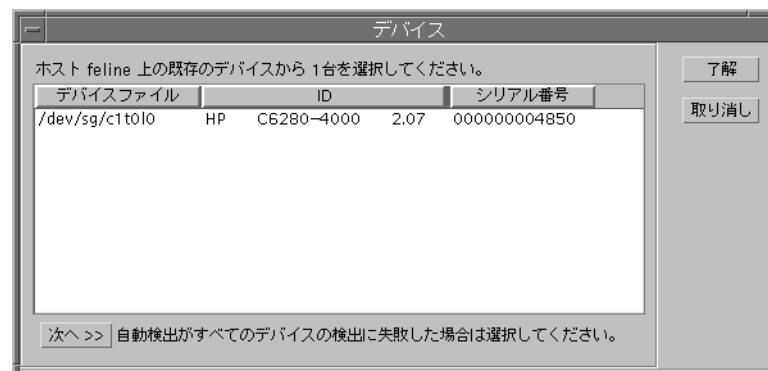 デバイス
ホスト feline 上の既存のデバイスから 1台を選択してください。
デバイスファイル ID シリアル番号
/dev/sg/c1t0l0 HP C6280-4000 2.07 000000004850
次へ >> 自動検出がすべてのデバイスの検出に失敗した場合は選択してください。
了解
取り消し